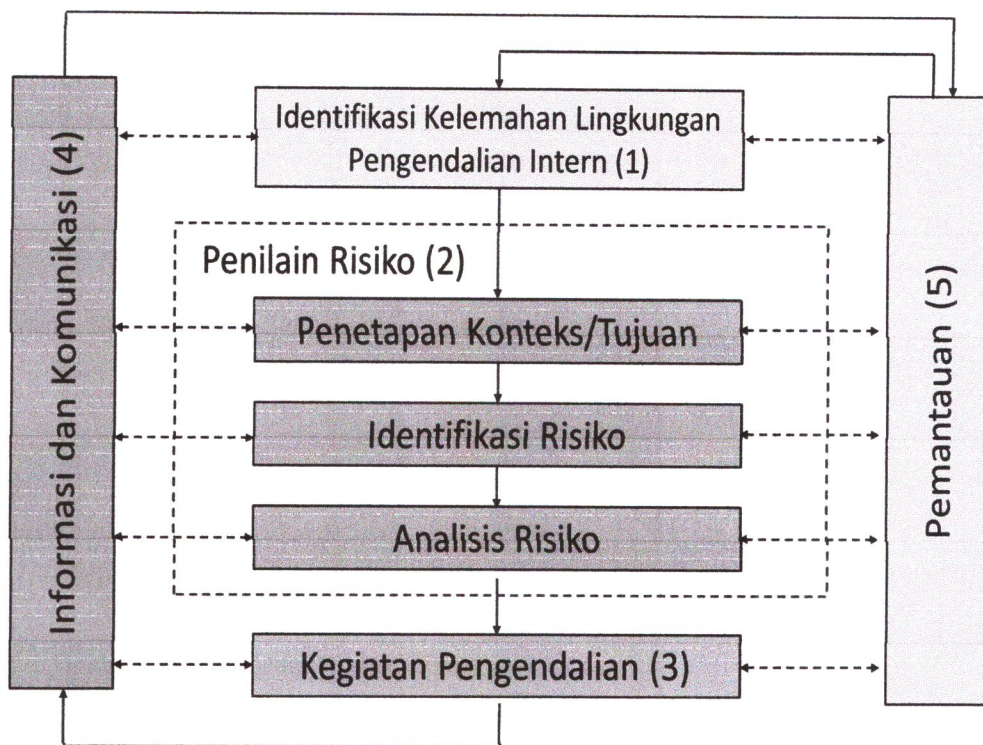 Identifikasi Kelemahan Lingkungan
Pengendalian Intern (1)
Informasi dan Komunikasi (4)
Penilain Risiko (2)
Penetapan Konteks/Tujuan
Identifikasi Risiko
Analisis Risiko
Kegiatan Pengendalian (3)
Pemantauan (5)